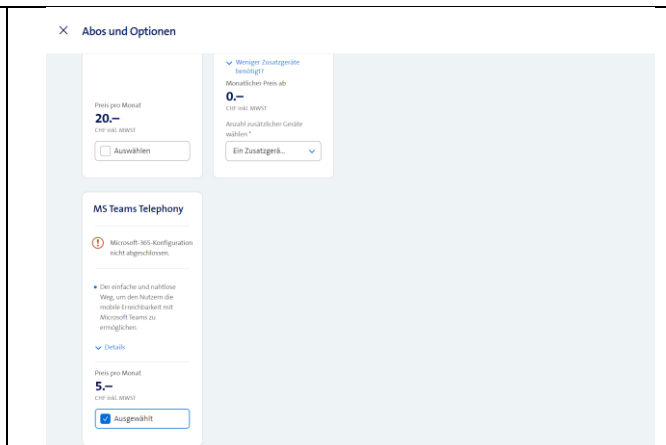 Abos und Optionen
Preis pro Monat
20.–
CHF inkl. MWST
Auswählen
Weniger Zusatzgeräte
benötigt?
Monatlicher Preis ab
0.–
CHF inkl. MWST
Anzahl zusätzlicher Geräte
wählen *
Ein Zusatzgerä...
MS Teams Telephony
Microsoft-365-Konfiguration
nicht abgeschlossen.
Der einfache und nahtlose
Weg, um den Nutzern die
mobile Erreichbarkeit mit
Microsoft Teams zu
ermöglichen.
Details
Preis pro Monat
5.–
CHF inkl. MWST
Ausgewählt